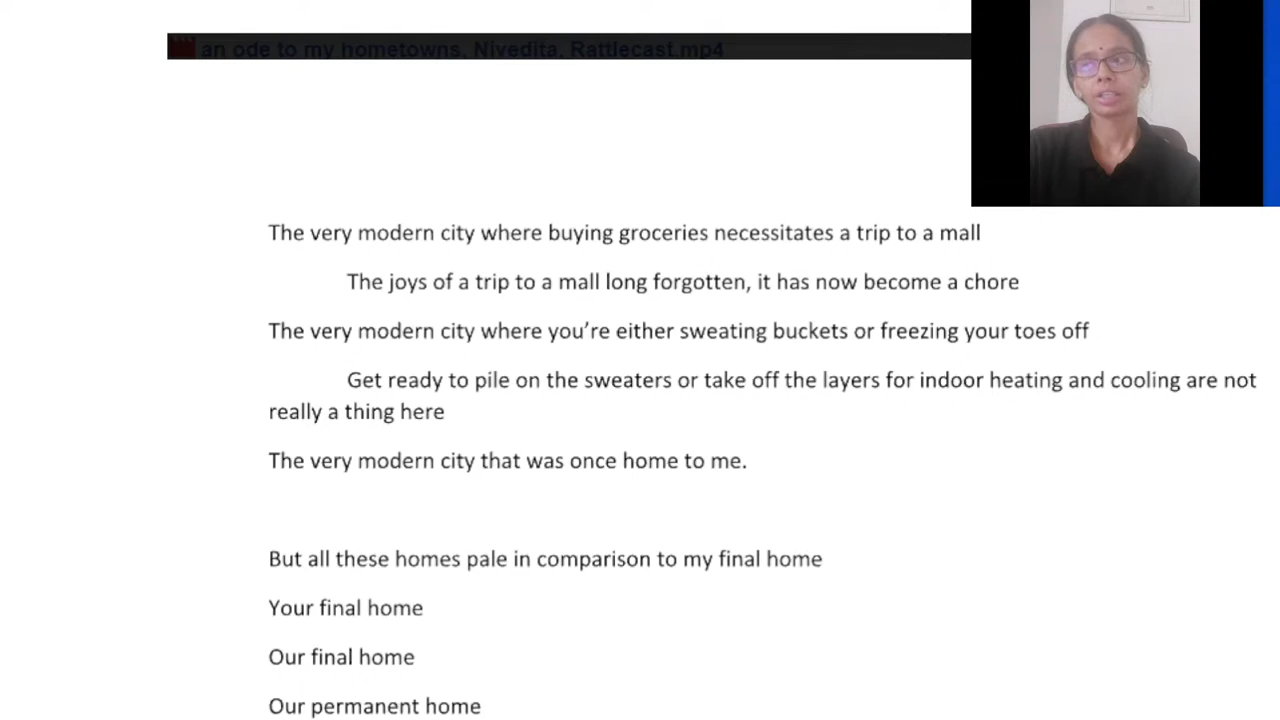 an ode to my hometowns, Nivedita, Rattlecast.mp4
The very modern city where buying groceries necessitates a trip to a mall
The joys of a trip to a mall long forgotten, it has now become a chore
The very modern city where you’re either sweating buckets or freezing your toes off
Get ready to pile on the sweaters or take off the layers for indoor heating and cooling are not
really a thing here
The very modern city that was once home to me.
But all these homes pale in comparison to my final home
Your final home
Our final home
Our permanent home